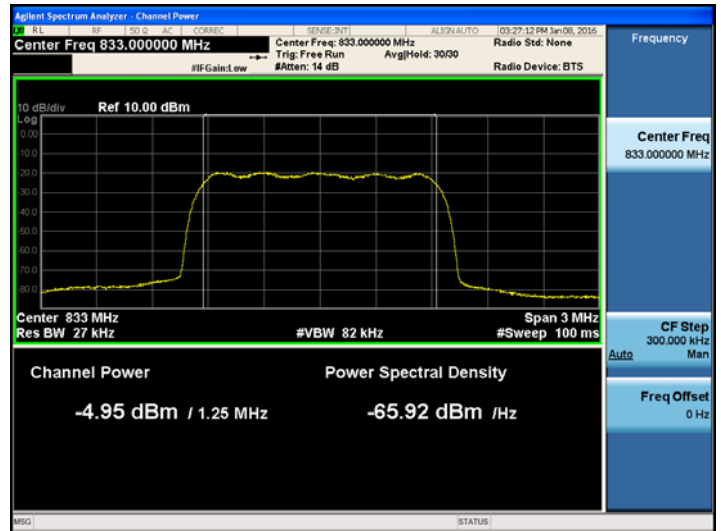 Agilent Spectrum Analyzer - Channel Power
RL RF 50 Ω AC CORREC SENSE:INT ALIGN AUTO 03:27:12 PM Jan 08, 2016
Center Freq 833.000000 MHz
Center Freq: 833.000000 MHz
Radio Std: None
Trig: Free Run Avg|Hold: 30/30
#IFGain:Low
#Atten: 14 dB
Radio Device: BTS
Frequency
10 dB/div Ref 10.00 dBm
Log
0.00
-10.0
-20.0
-30.0
-40.0
-50.0
-60.0
-70.0
-80.0
Center 833 MHz
Span 3 MHz
Res BW 27 kHz
#VBW 82 kHz
#Sweep 100 ms
Center Freq
833.000000 MHz
CF Step
300.000 kHz
Auto Man
Freq Offset
0 Hz
Channel Power
-4.95 dBm / 1.25 MHz
Power Spectral Density
-65.92 dBm /Hz
MSG
STATUS